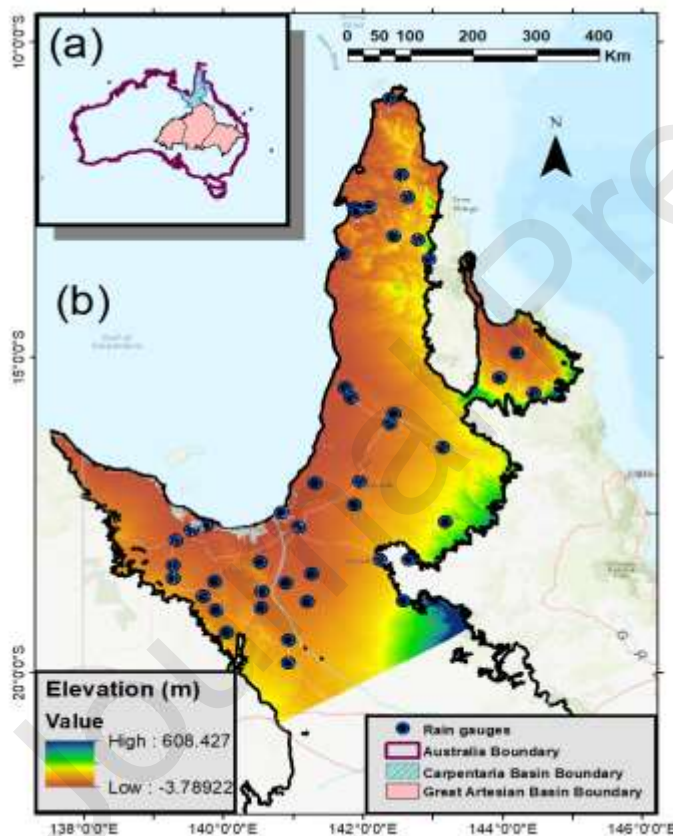 (a)
0 50 100 200 300 400
Km
N
(b)
10°0'0"S
15°0'0"S
20°0'0"S
Elevation (m)
Value
High : 608.427
Low : -3.78922
Rain gauges
Australia Boundary
Carpentaria Basin Boundary
Great Artesian Basin Boundary
138°0'0"E 140°0'0"E 142°0'0"E 144°0'0"E 146°0'0"E
Journal Pre